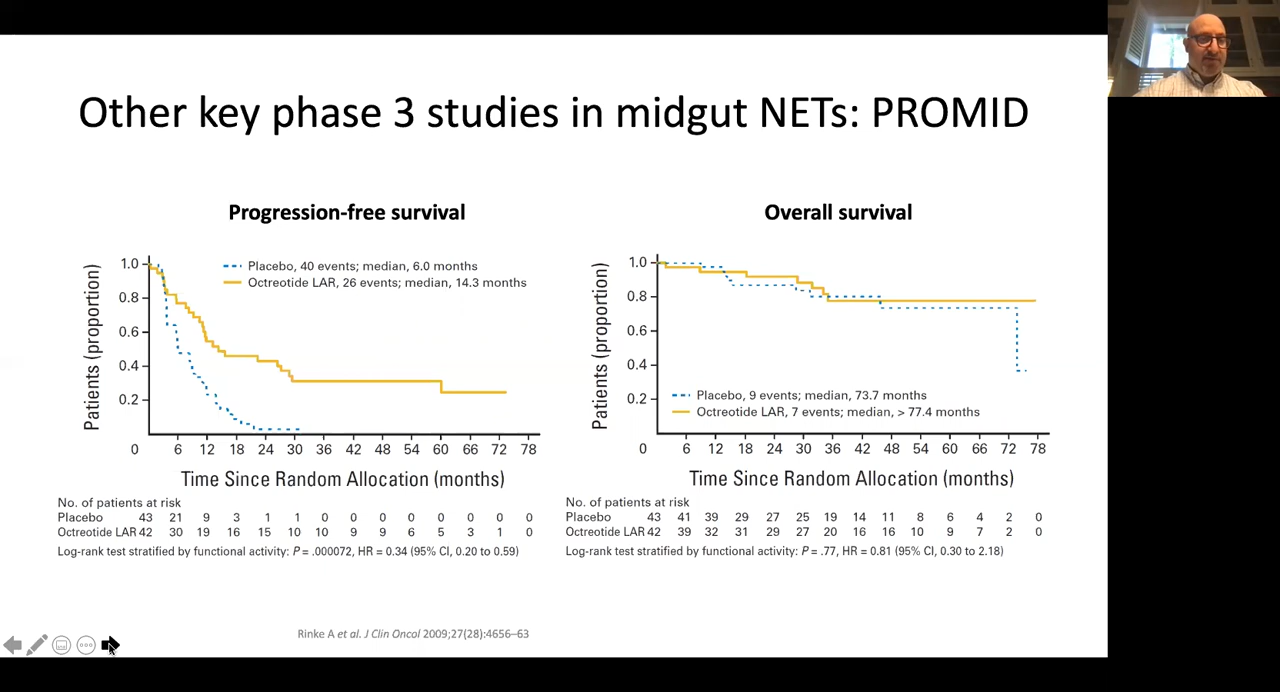 Other key phase 3 studies in midgut NETs: PROMID
Progression-free survival
Patients (proportion)
1.0
0.8
0.6
0.4
0.2
0
Placebo, 40 events; median, 6.0 months
Octreotide LAR, 26 events; median, 14.3 months
6 12 18 24 30 36 42 48 54 60 66 72 78
Time Since Random Allocation (months)
No. of patients at risk
Placebo 43 21 9 3 1 1 0 0 0 0 0 0 0 0
Octreotide LAR 42 30 19 16 15 10 10 9 9 6 5 3 1 0
Log-rank test stratified by functional activity: P = .000072, HR = 0.34 (95% CI, 0.20 to 0.59)
Overall survival
Patients (proportion)
1.0
0.8
0.6
0.4
0.2
0
Placebo, 9 events; median, 73.7 months
Octreotide LAR, 7 events; median, > 77.4 months
6 12 18 24 30 36 42 48 54 60 66 72 78
Time Since Random Allocation (months)
No. of patients at risk
Placebo 43 41 39 29 27 25 19 14 11 8 6 4 2 0
Octreotide LAR 42 39 32 31 29 27 20 16 16 10 9 7 2 0
Log-rank test stratified by functional activity: P = .77, HR = 0.81 (95% CI, 0.30 to 2.18)
Rinke A et al. J Clin Oncol 2009;27(28):4656–63